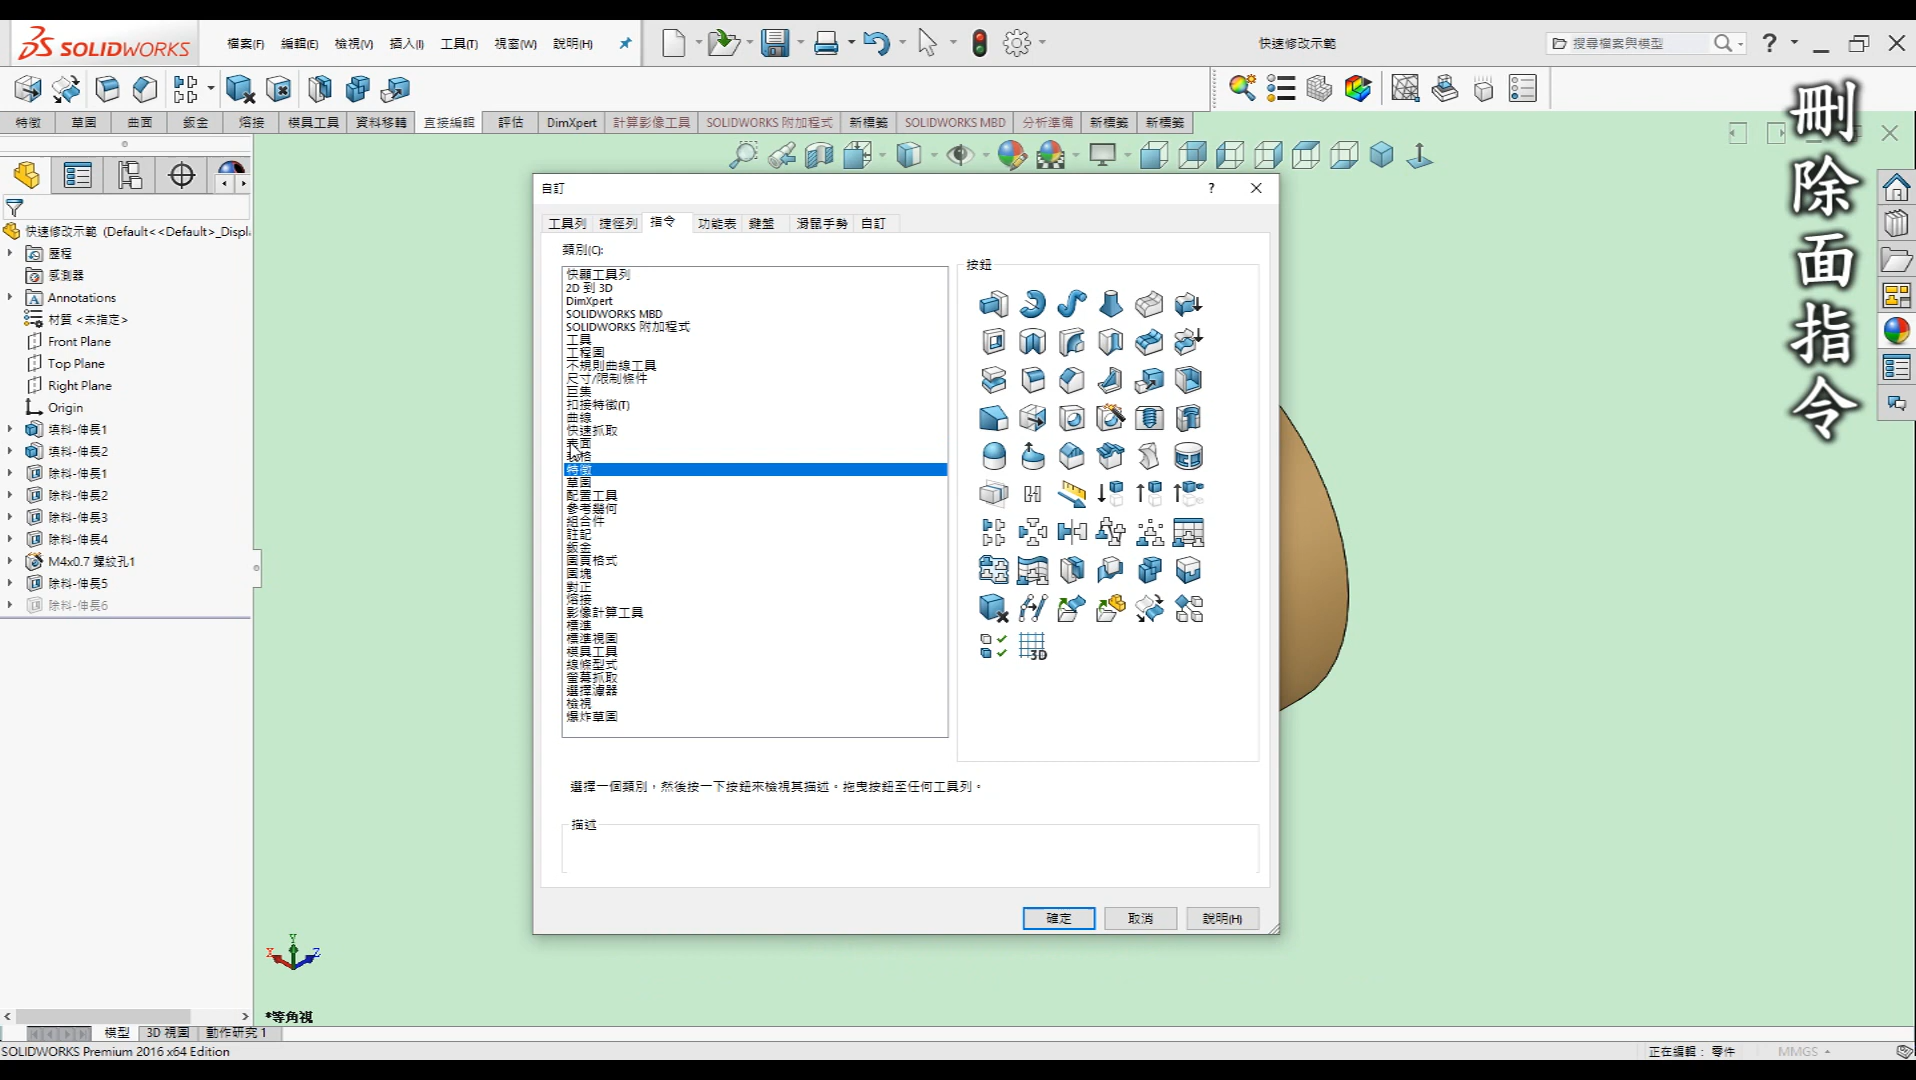 SOLIDWORKS
檔案(F) 編輯(E) 檢視(V) 插入(I) 工具(T) 視窗(W) 說明(H)
快速修改示範
搜尋檔案與模型
特徵 草圖 曲面 鈑金 熔接 模具工具 資料移轉 直接編輯 評估 DimXpert 計算影像工具 SOLIDWORKS 附加程式 新標籤 SOLIDWORKS MBD 分析準備 新標籤 新標籤
刪除面指令
快速修改示範 (Default<<Default>_Displ
歷程
感測器
Annotations
材質 <未指定>
Front Plane
Top Plane
Right Plane
Origin
填料-伸長1
填料-伸長2
除料-伸長1
除料-伸長2
除料-伸長3
除料-伸長4
M4x0.7 螺紋孔1
除料-伸長5
除料-伸長6
自訂
工具列 捷徑列 指令 功能表 鍵盤 滑鼠手勢 自訂
類別(C):
快顯工具列
2D 到 3D
DimXpert
SOLIDWORKS MBD
SOLIDWORKS 附加程式
工具
工程圖
不規則曲線工具
尺寸/限制條件
巨集
扣接特徵(T)
曲線
快速抓取
表面
表格
特徵
草圖
配置工具
參考幾何
組合件
註記
鈑金
圖頁格式
圖塊
對正
熔接
影像計算工具
標準
標準視圖
模具工具
線條型式
螢幕抓取
選擇濾器
檢視
爆炸草圖
按鈕
3D
選擇一個類別，然後按一下按鈕來檢視其描述。拖曳按鈕至任何工具列。
描述
確定 取消 說明(H)
Y
X Z
*等角視
模型 3D 視圖 動作研究 1
SOLIDWORKS Premium 2016 x64 Edition
正在編輯： 零件 MMGS